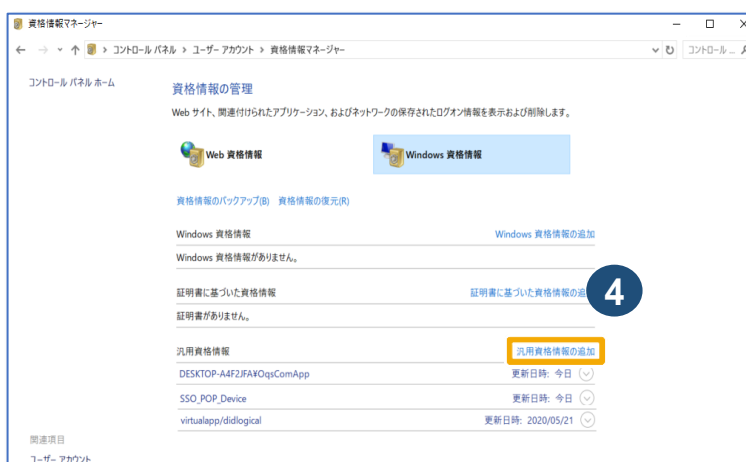 資格情報マネージャー
コントロール パネル > ユーザー アカウント > 資格情報マネージャー
コントロール ...
コントロール パネル ホーム
資格情報の管理
Web サイト、関連付けられたアプリケーション、およびネットワークの保存されたログオン情報を表示および削除します。
Web 資格情報
Windows 資格情報
資格情報のバックアップ(B) 資格情報の復元(R)
Windows 資格情報 Windows 資格情報の追加
Windows 資格情報がありません。
証明書に基づいた資格情報 証明書に基づいた資格情報の追
4
証明書がありません。
汎用資格情報 汎用資格情報の追加
DESKTOP-A4F2JFA¥OqsComApp 更新日時: 今日
SSO_POP_Device 更新日時: 今日
virtualapp/didlogical 更新日時: 2020/05/21
関連項目
ユーザー アカウント